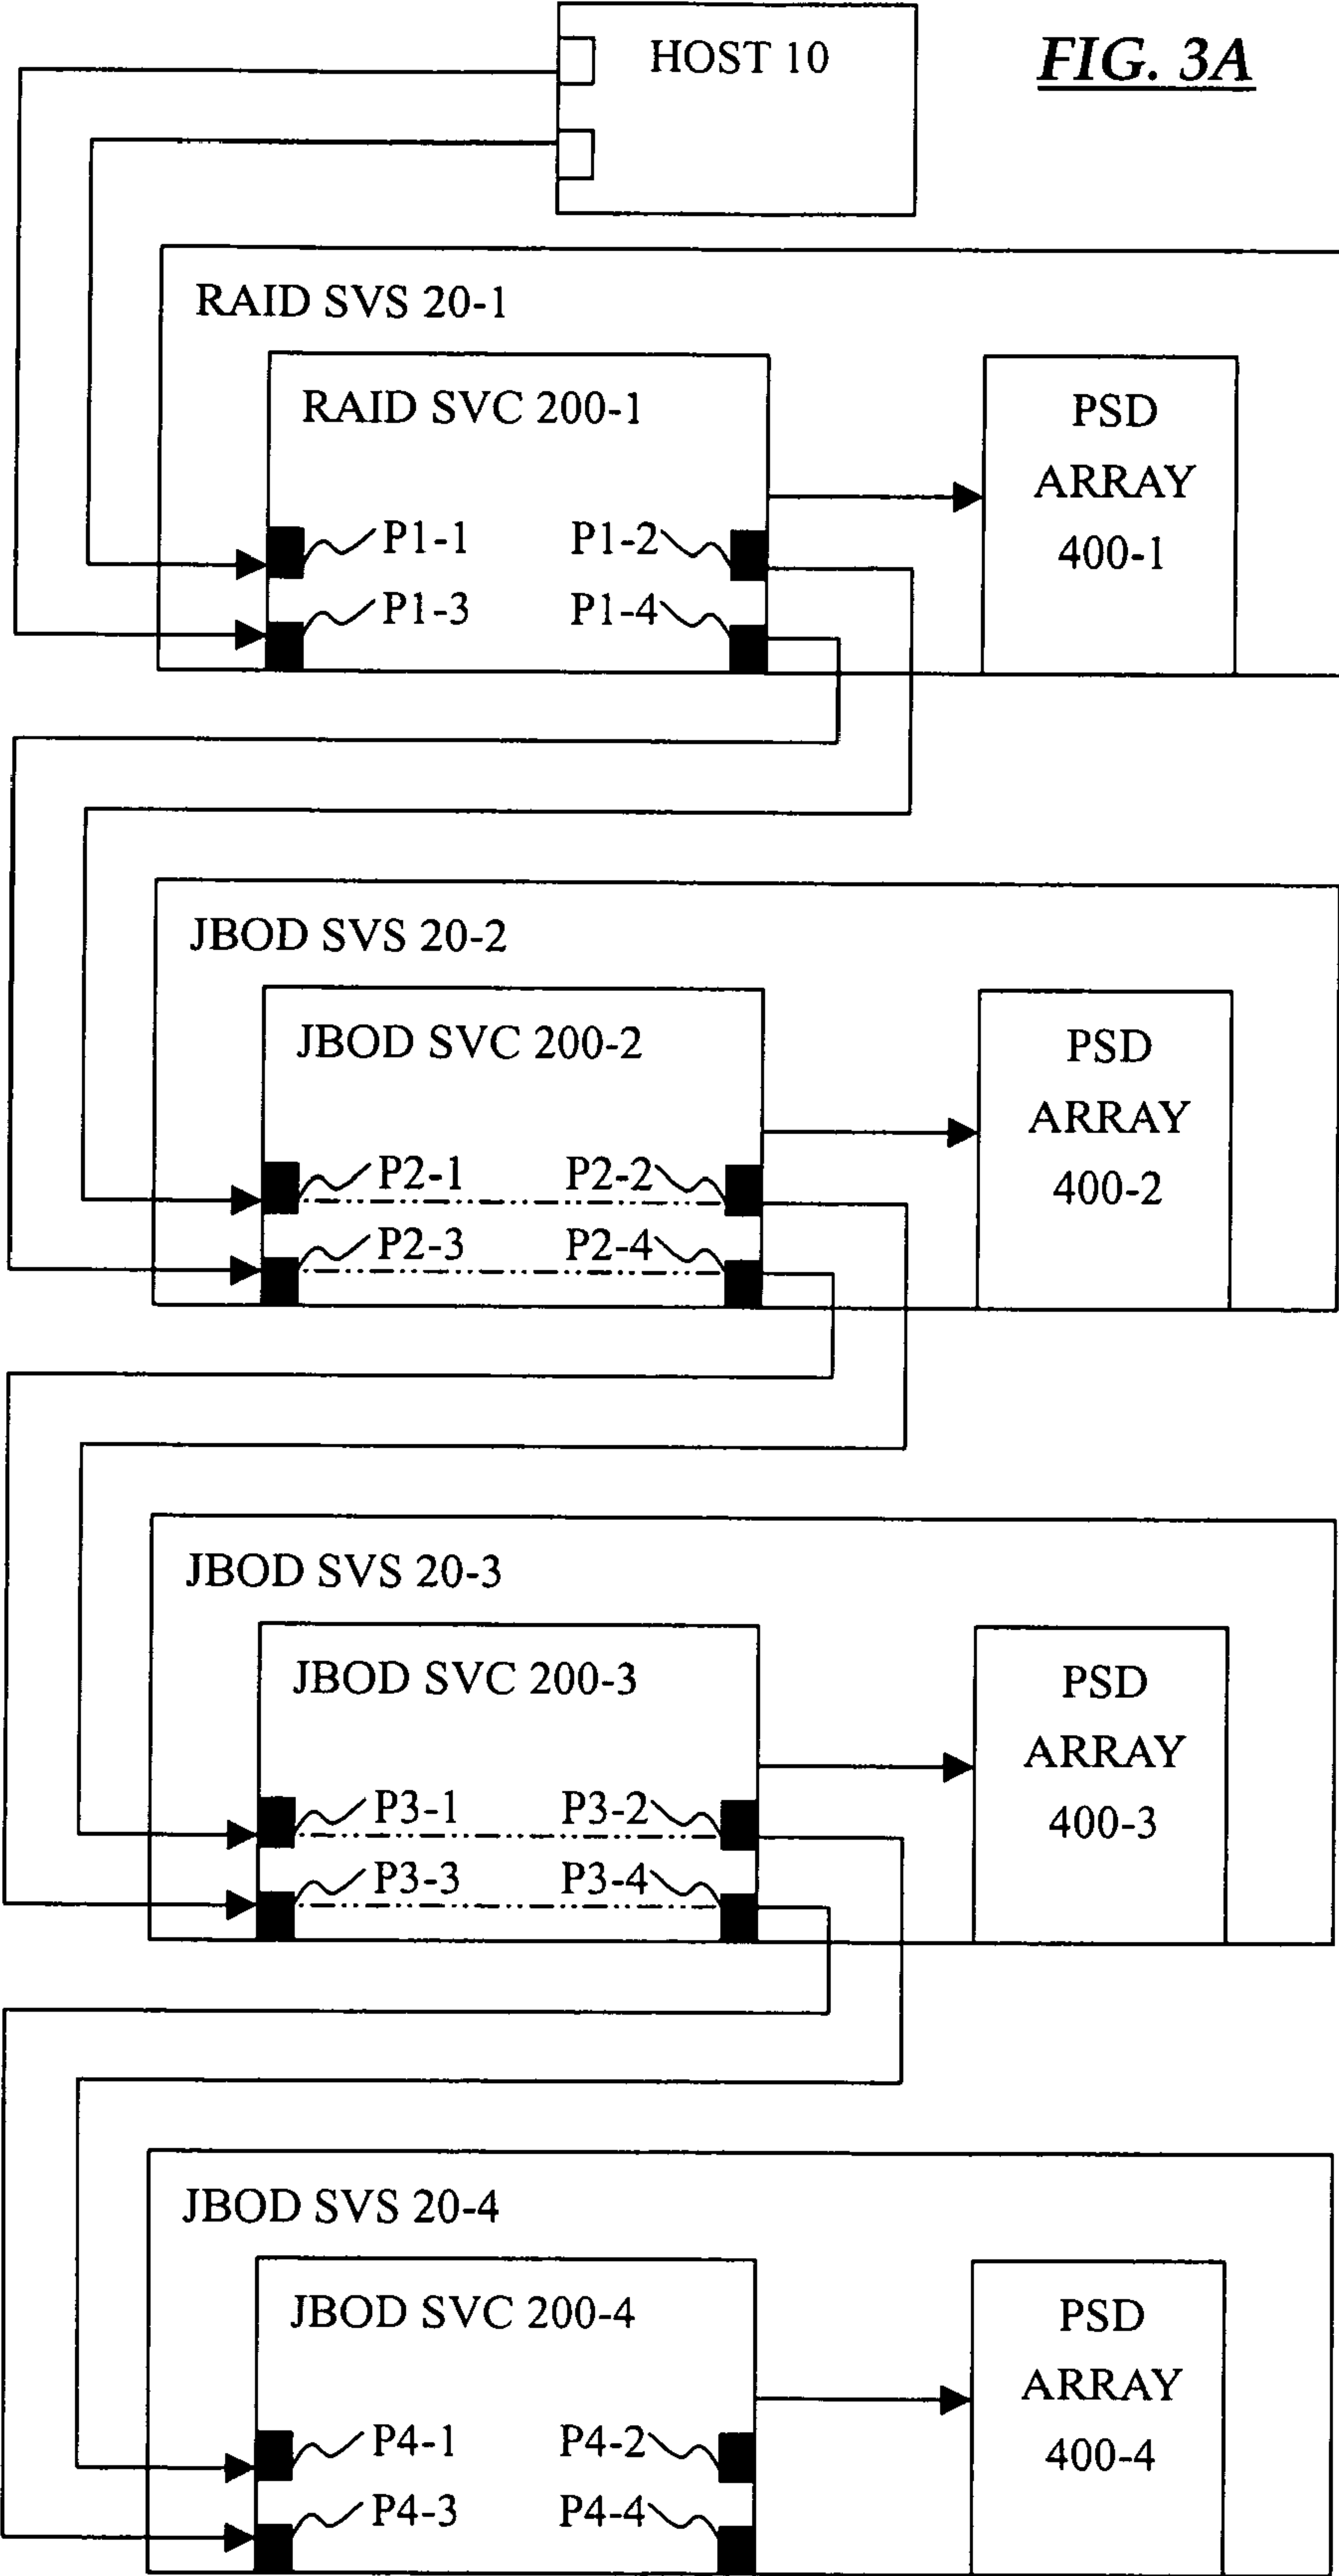 HOST 10
FIG. 3A
RAID SVS 20-1
RAID SVC 200-1
PSD
ARRAY
400-1
P1-1
P1-2
P1-3
P1-4
JBOD SVS 20-2
JBOD SVC 200-2
PSD
ARRAY
400-2
P2-1
P2-2
P2-3
P2-4
JBOD SVS 20-3
JBOD SVC 200-3
PSD
ARRAY
400-3
P3-1
P3-2
P3-3
P3-4
JBOD SVS 20-4
JBOD SVC 200-4
PSD
ARRAY
400-4
P4-1
P4-2
P4-3
P4-4